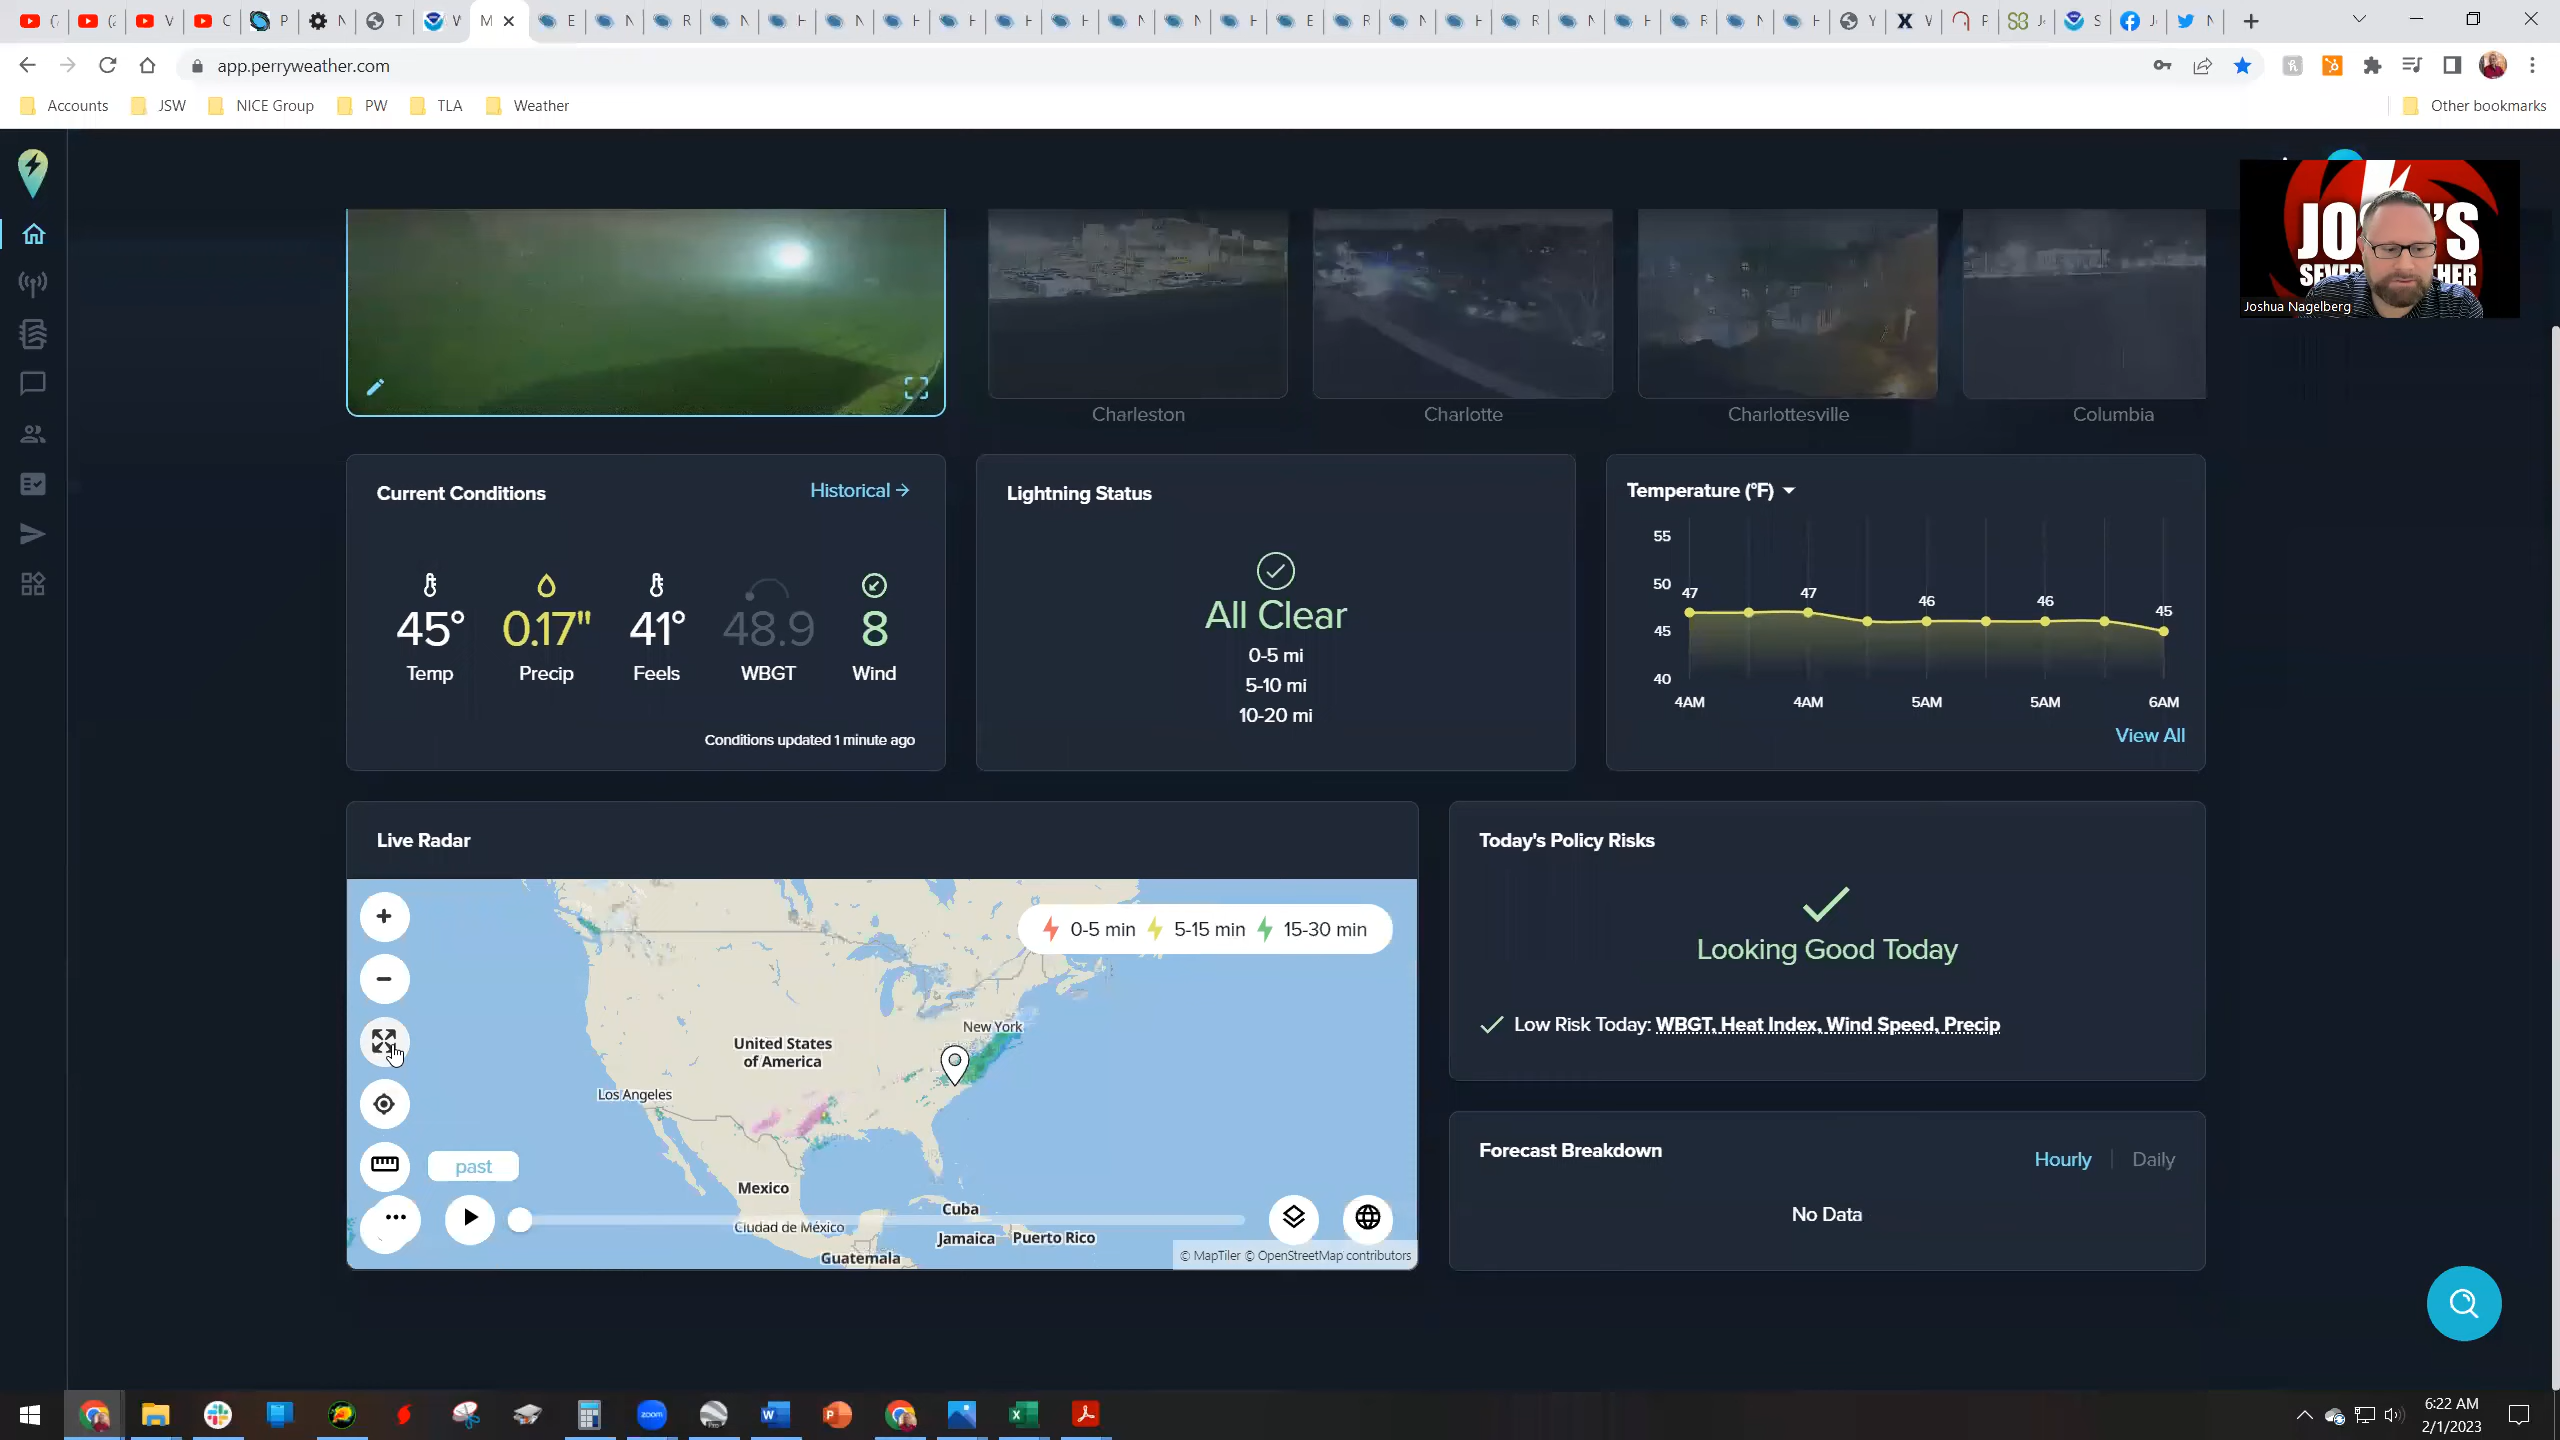 app.perryweather.com
Accounts JSW NICE Group PW TLA Weather Other bookmarks
Joshua Nagelberg
Charleston Charlotte Charlottesville Columbia
Current Conditions Historical →
45° 0.17" 41° 48.9 8
Temp Precip Feels WBGT Wind
Conditions updated 1 minute ago
Lightning Status
All Clear
0-5 mi
5-10 mi
10-20 mi
Temperature (°F)
55
50
45
40
47 47 46 46 45
4AM 4AM 5AM 5AM 6AM
View All
Live Radar
0-5 min 5-15 min 15-30 min
New York
United States
of America
Los Angeles
past
Mexico
Cuba
Ciudad de México
Jamaica Puerto Rico
Guatemala
© MapTiler © OpenStreetMap contributors
Today's Policy Risks
Looking Good Today
Low Risk Today: WBGT, Heat Index, Wind Speed, Precip
Forecast Breakdown Hourly | Daily
No Data
zoom
6:22 AM
2/1/2023